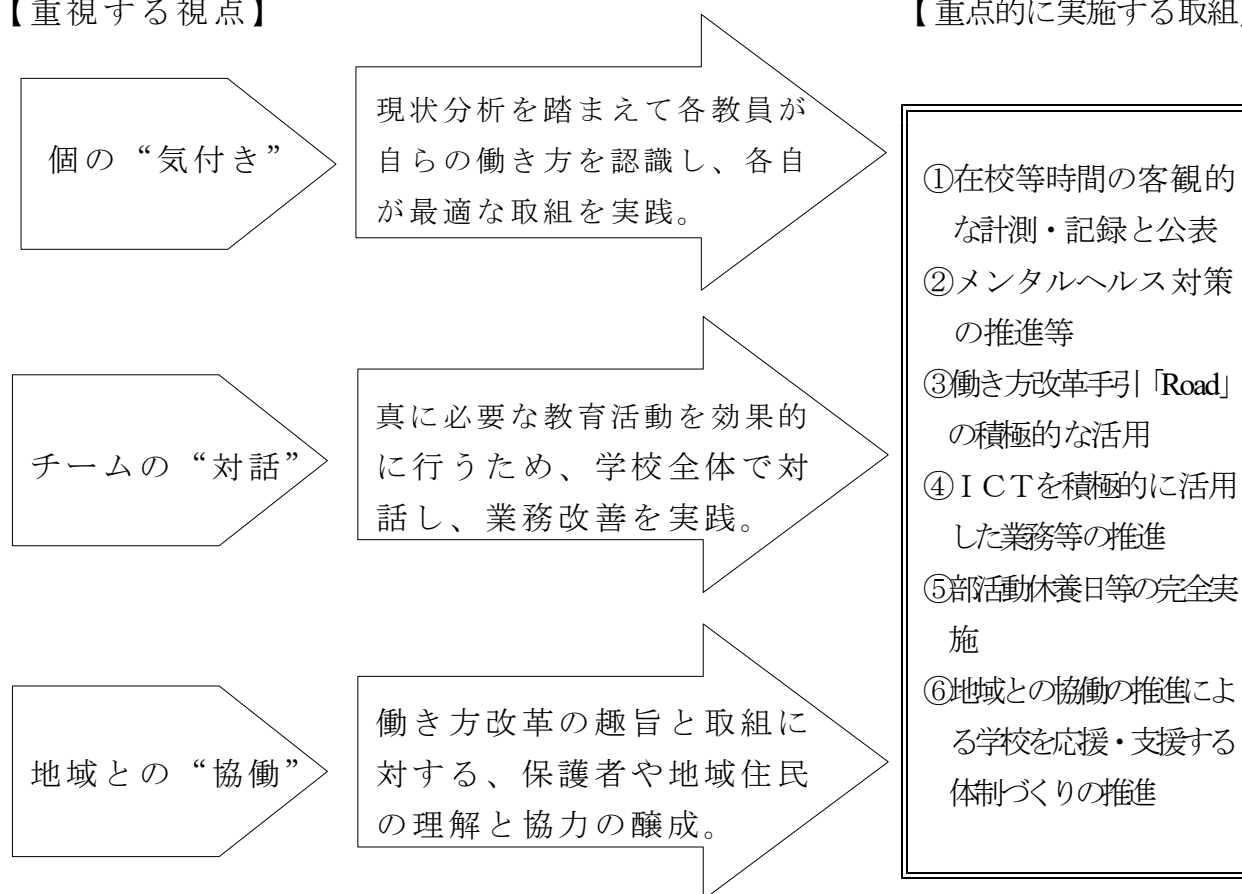 【重視する視点】
【重点的に実施する取組
個の“気付き”
現状分析を踏まえて各教員が
自らの働き方を認識し、各自
が最適な取組を実践。
チームの“対話”
真に必要な教育活動を効果的
に行うため、学校全体で対
話し、業務改善を実践。
地域との“協働”
働き方改革の趣旨と取組に
対する、保護者や地域住民
の理解と協力の醸成。
①在校等時間の客観的
な計測・記録と公表
②メンタルヘルス対策
の推進等
③働き方改革手引「Road」
の積極的な活用
④ＩＣＴを積極的に活用
した業務等の推進
⑤部活動休養日等の完全実
施
⑥地域との協働の推進によ
る学校を応援・支援する
体制づくりの推進